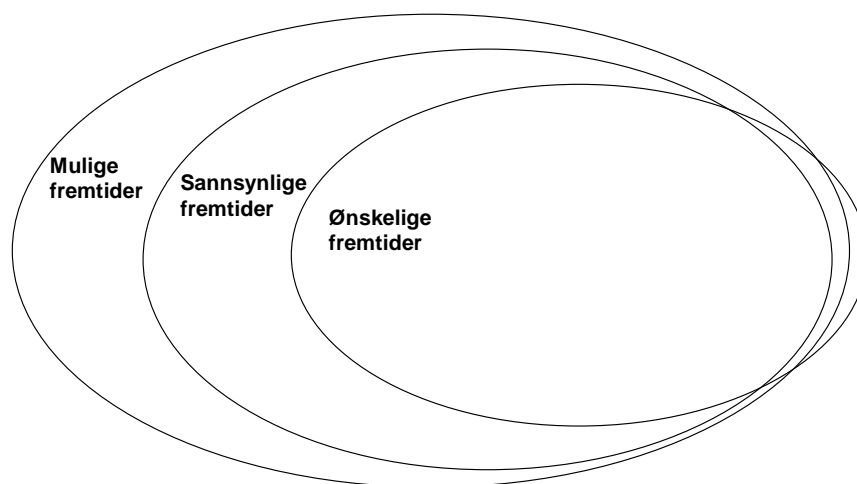 Mulige
fremtider
Sannsynlige
fremtider
Ønskelige
fremtider